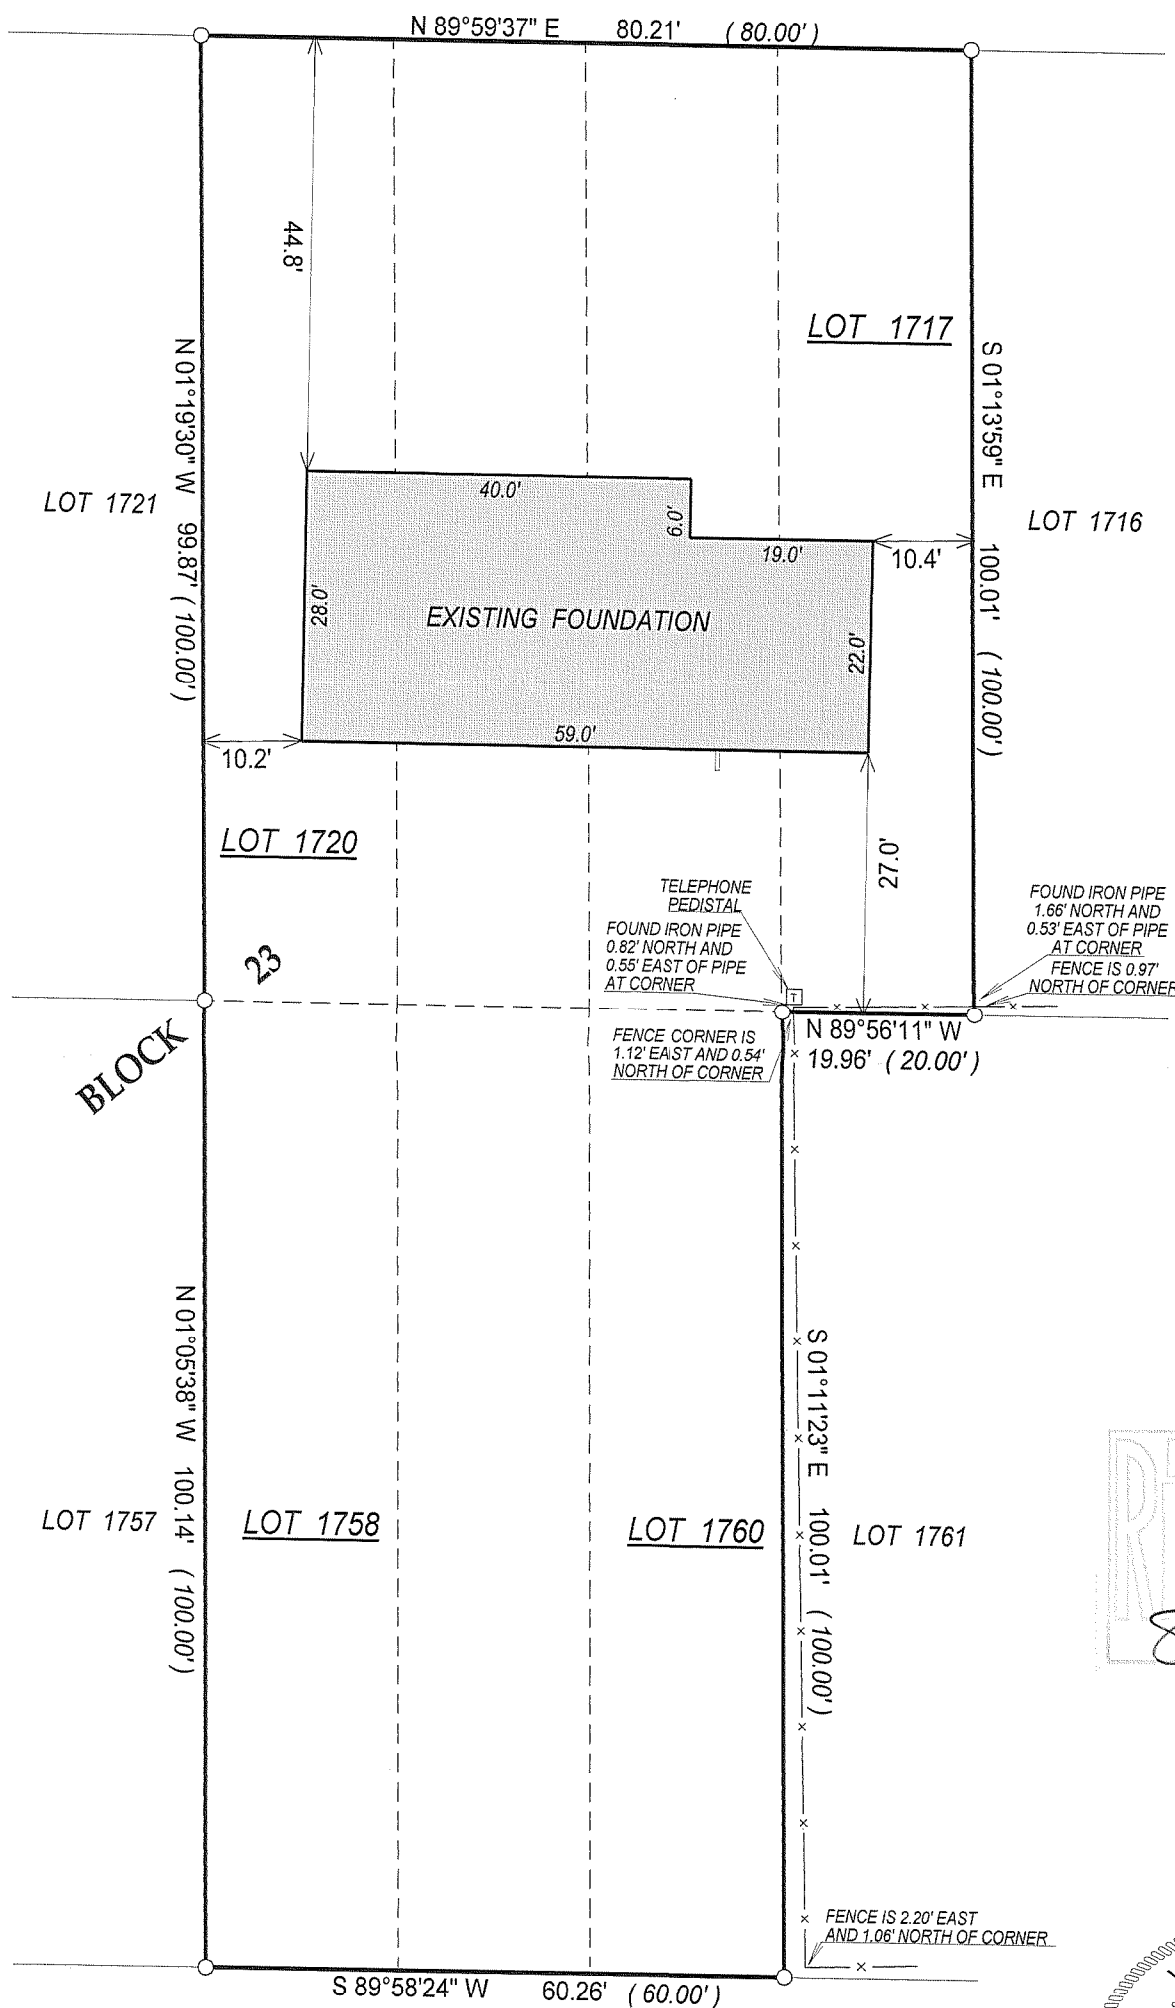 N 89°59'37" E 80.21' ( 80.00' )
44.8'
LOT 1717
N 01°19'30" W 99.87' ( 100.00' )
S 01°13'59" E 100.01' ( 100.00' )
LOT 1721
LOT 1716
40.0'
6.0'
19.0'
10.4'
28.0'
EXISTING FOUNDATION
22.0'
59.0'
10.2'
LOT 1720
27.0'
TELEPHONE
PEDISTAL
FOUND IRON PIPE
0.82' NORTH AND
0.55' EAST OF PIPE
AT CORNER
FOUND IRON PIPE
1.66' NORTH AND
0.53' EAST OF PIPE
AT CORNER
FENCE IS 0.97'
NORTH OF CORNER
T
BLOCK 23
FENCE CORNER IS
1.12' EAST AND 0.54'
NORTH OF CORNER
N 89°56'11" W
19.96' ( 20.00' )
N 01°05'38" W 100.14' ( 100.00' )
S 01°11'23" E 100.01' ( 100.00' )
LOT 1757
LOT 1758
LOT 1760
LOT 1761
FENCE IS 2.20' EAST
AND 1.06' NORTH OF CORNER
S 89°58'24" W 60.26' ( 60.00' )